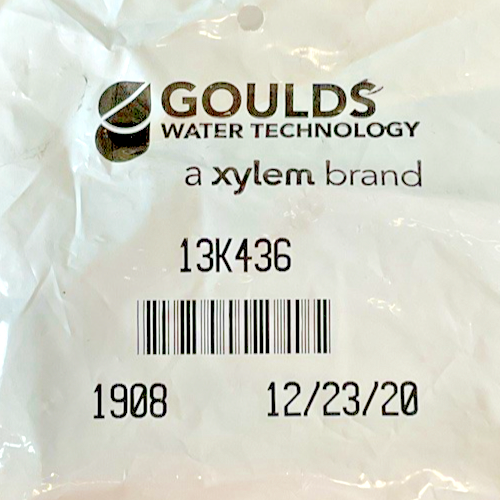 GOULDS
WATER TECHNOLOGY
a xylem brand
13K436
1908 12/23/20